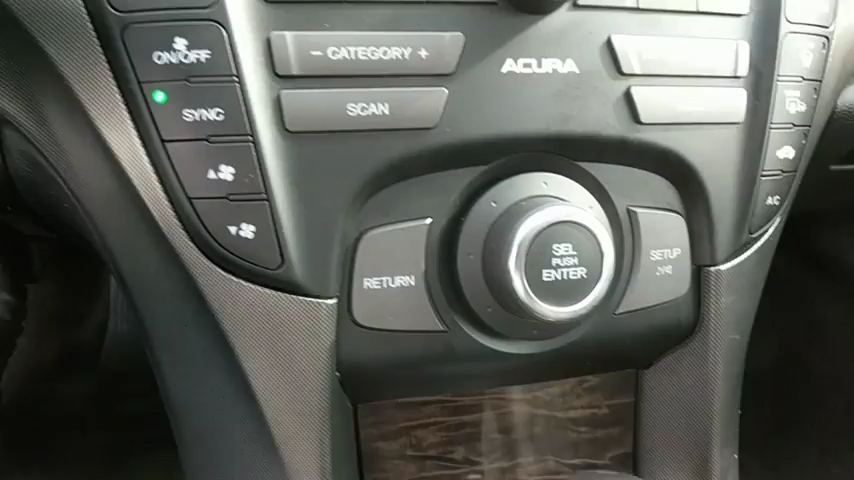 ON/OFF
− CATEGORY +
ACURA
SYNC
SCAN
SEL
PUSH
ENTER
RETURN
SETUP
A/C